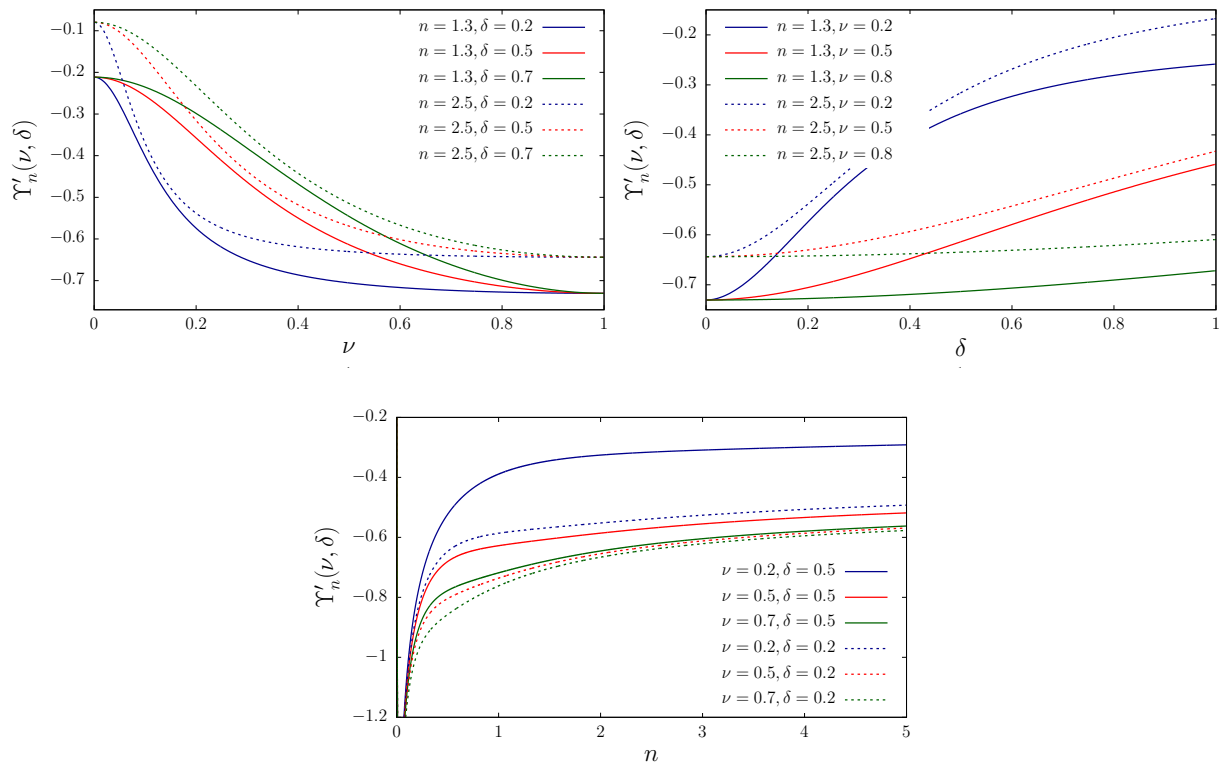 −0.1
−0.2
−0.3
−0.4
−0.5
−0.6
−0.7
0 0.2 0.4 0.6 0.8 1
Υ′ₙ(ν, δ)
ν
n = 1.3, δ = 0.2
n = 1.3, δ = 0.5
n = 1.3, δ = 0.7
n = 2.5, δ = 0.2
n = 2.5, δ = 0.5
n = 2.5, δ = 0.7
−0.2
−0.3
−0.4
−0.5
−0.6
−0.7
0 0.2 0.4 0.6 0.8 1
Υ′ₙ(ν, δ)
δ
n = 1.3, ν = 0.2
n = 1.3, ν = 0.5
n = 1.3, ν = 0.8
n = 2.5, ν = 0.2
n = 2.5, ν = 0.5
n = 2.5, ν = 0.8
−0.2
−0.4
−0.6
−0.8
−1
−1.2
0 1 2 3 4 5
Υ′ₙ(ν, δ)
n
ν = 0.2, δ = 0.5
ν = 0.5, δ = 0.5
ν = 0.7, δ = 0.5
ν = 0.2, δ = 0.2
ν = 0.5, δ = 0.2
ν = 0.7, δ = 0.2